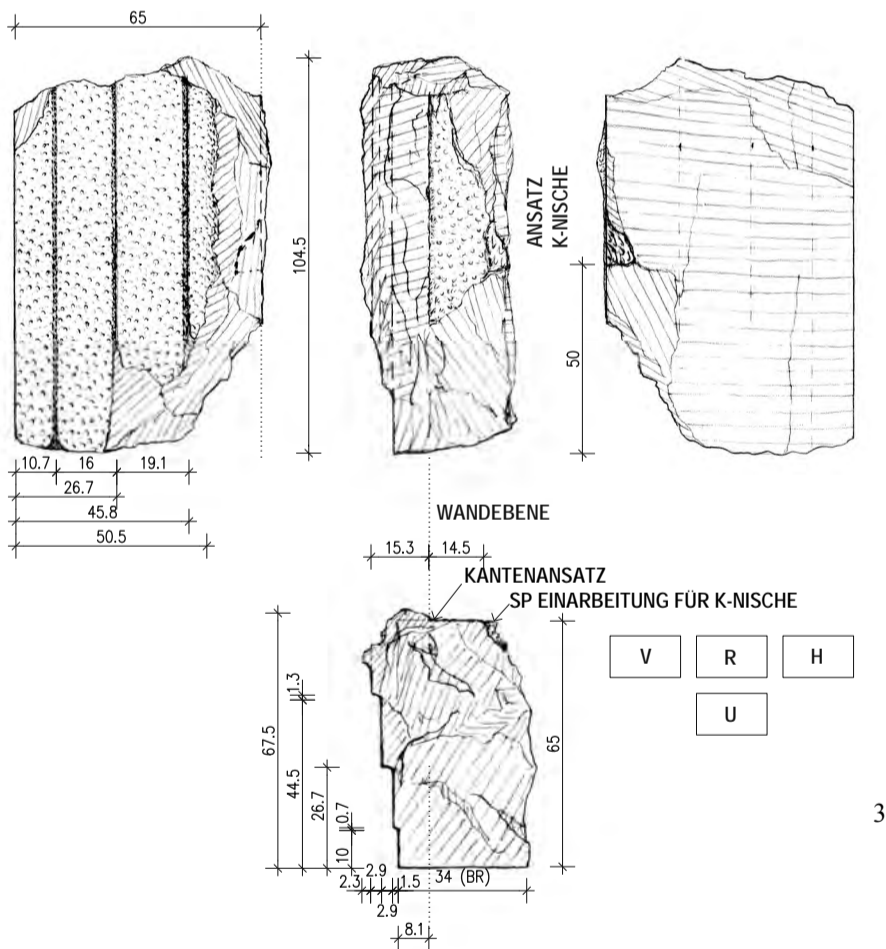 65
104.5
ANSATZ
K-NISCHE
50
10.7 16 19.1
26.7
45.8
50.5
WANDEBENE
15.3 14.5
KANTENANSATZ
SP EINARBEITUNG FÜR K-NISCHE
V R H
U
67.5
1.3
44.5
26.7
0.7
10
65
3
2.3 2.9 1.5 34 (BR)
2.9
8.1